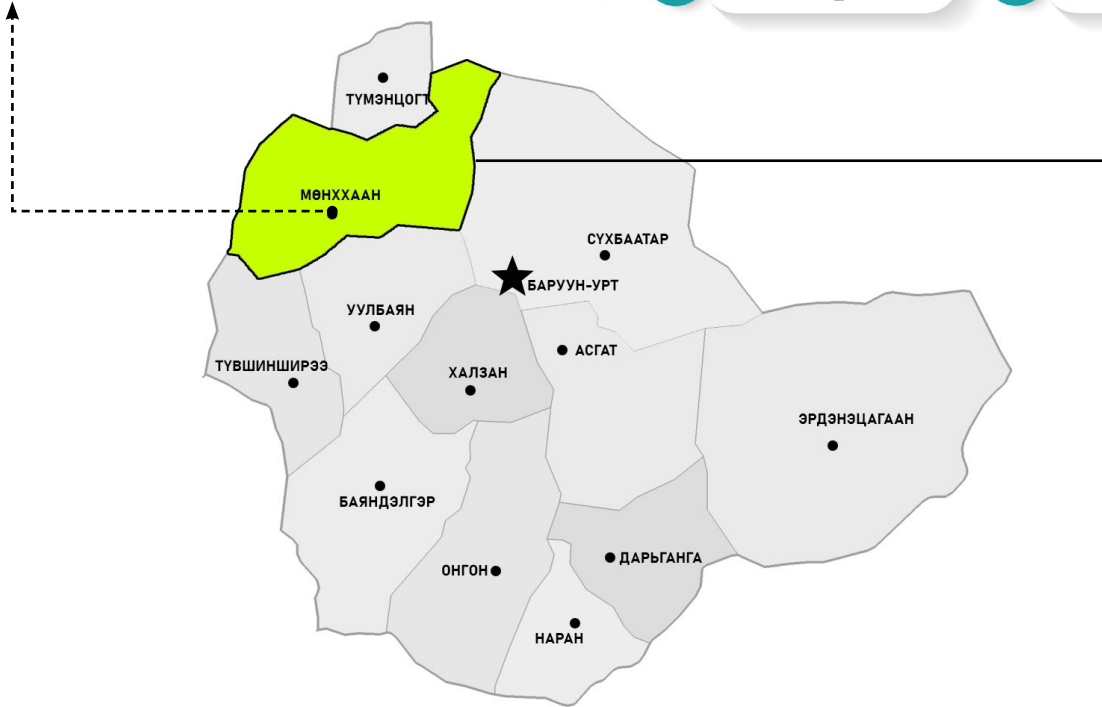 ТҮМЭНЦОГТ
МӨНХХААН
СҮХБААТАР
БАРУУН-УРТ
УУЛБАЯН
АСГАТ
ТҮВШИНШИРЭЭ
ХАЛЗАН
ЭРДЭНЭЦАГААН
БАЯНДЭЛГЭР
ДАРЬГАНГА
ОНГОН
НАРАН